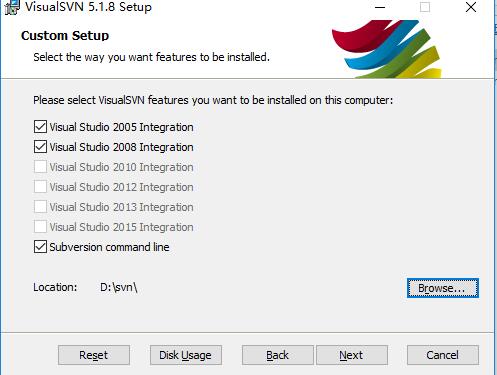 VisualSVN 5.1.8 Setup
Custom Setup
Select the way you want features to be installed.
Please select VisualSVN features you want to be installed on this computer:
Visual Studio 2005 Integration
Visual Studio 2008 Integration
Visual Studio 2010 Integration
Visual Studio 2012 Integration
Visual Studio 2013 Integration
Visual Studio 2015 Integration
Subversion command line
Location: D:\svn\ Browse...
Reset Disk Usage Back Next Cancel